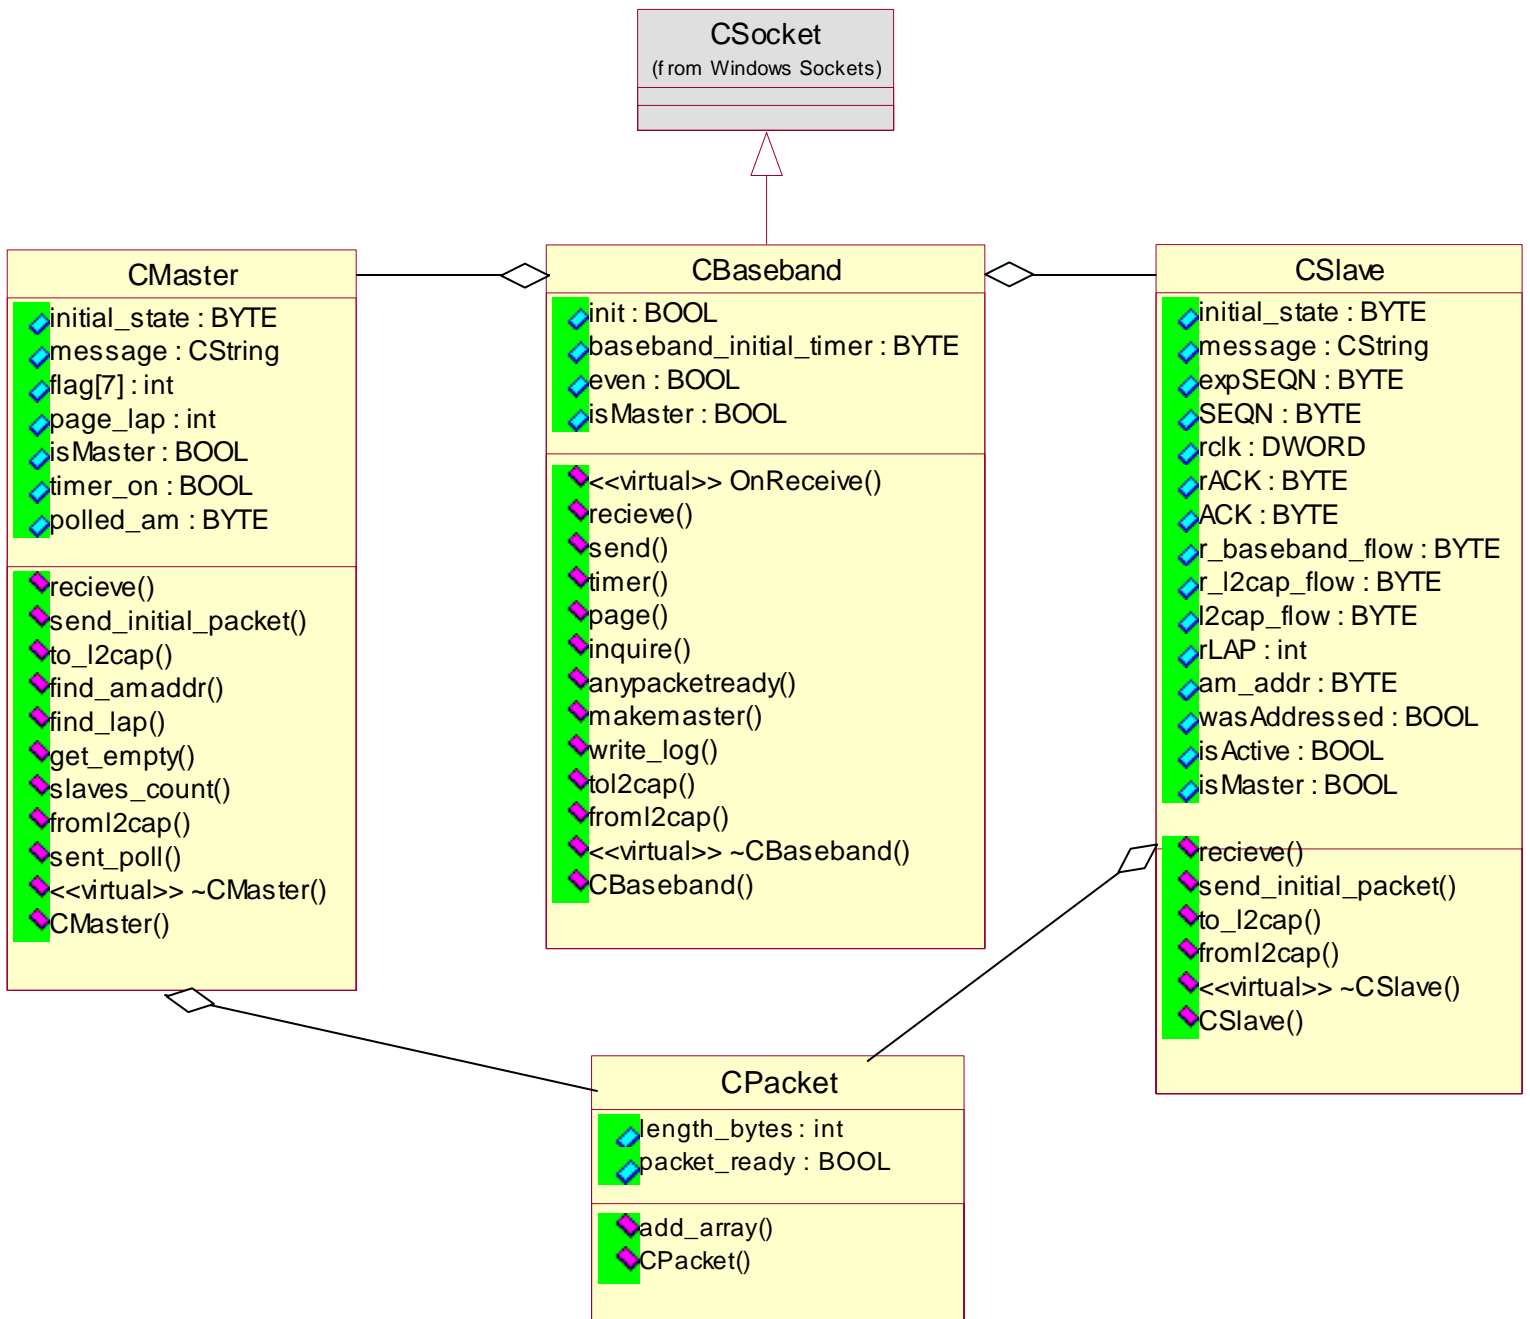 CSocket
(from Windows Sockets)
CMaster
initial_state : BYTE
message : CString
flag[7] : int
page_lap : int
isMaster : BOOL
timer_on : BOOL
polled_am : BYTE
recieve()
send_initial_packet()
to_l2cap()
find_amaddr()
find_lap()
get_empty()
slaves_count()
froml2cap()
sent_poll()
<<virtual>> ~CMaster()
CMaster()
CBaseband
init : BOOL
baseband_initial_timer : BYTE
even : BOOL
isMaster : BOOL
<<virtual>> OnReceive()
recieve()
send()
timer()
page()
inquire()
anypacketready()
makemaster()
write_log()
tol2cap()
froml2cap()
<<virtual>> ~CBaseband()
CBaseband()
CSlave
initial_state : BYTE
message : CString
expSEQN : BYTE
SEQN : BYTE
rclk : DWORD
rACK : BYTE
ACK : BYTE
r_baseband_flow : BYTE
r_l2cap_flow : BYTE
l2cap_flow : BYTE
rLAP : int
am_addr : BYTE
wasAddressed : BOOL
isActive : BOOL
isMaster : BOOL
recieve()
send_initial_packet()
to_l2cap()
froml2cap()
<<virtual>> ~CSlave()
CSlave()
CPacket
length_bytes : int
packet_ready : BOOL
add_array()
CPacket()